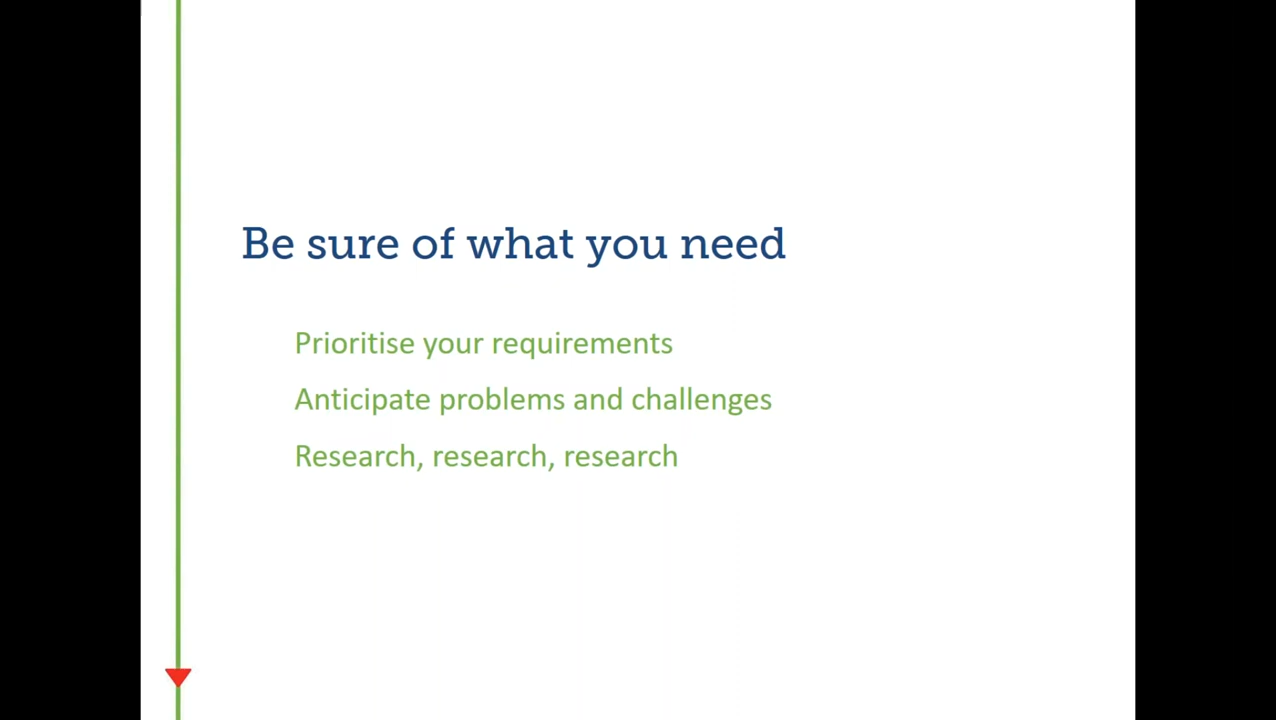 Be sure of what you need
Prioritise your requirements
Anticipate problems and challenges
Research, research, research